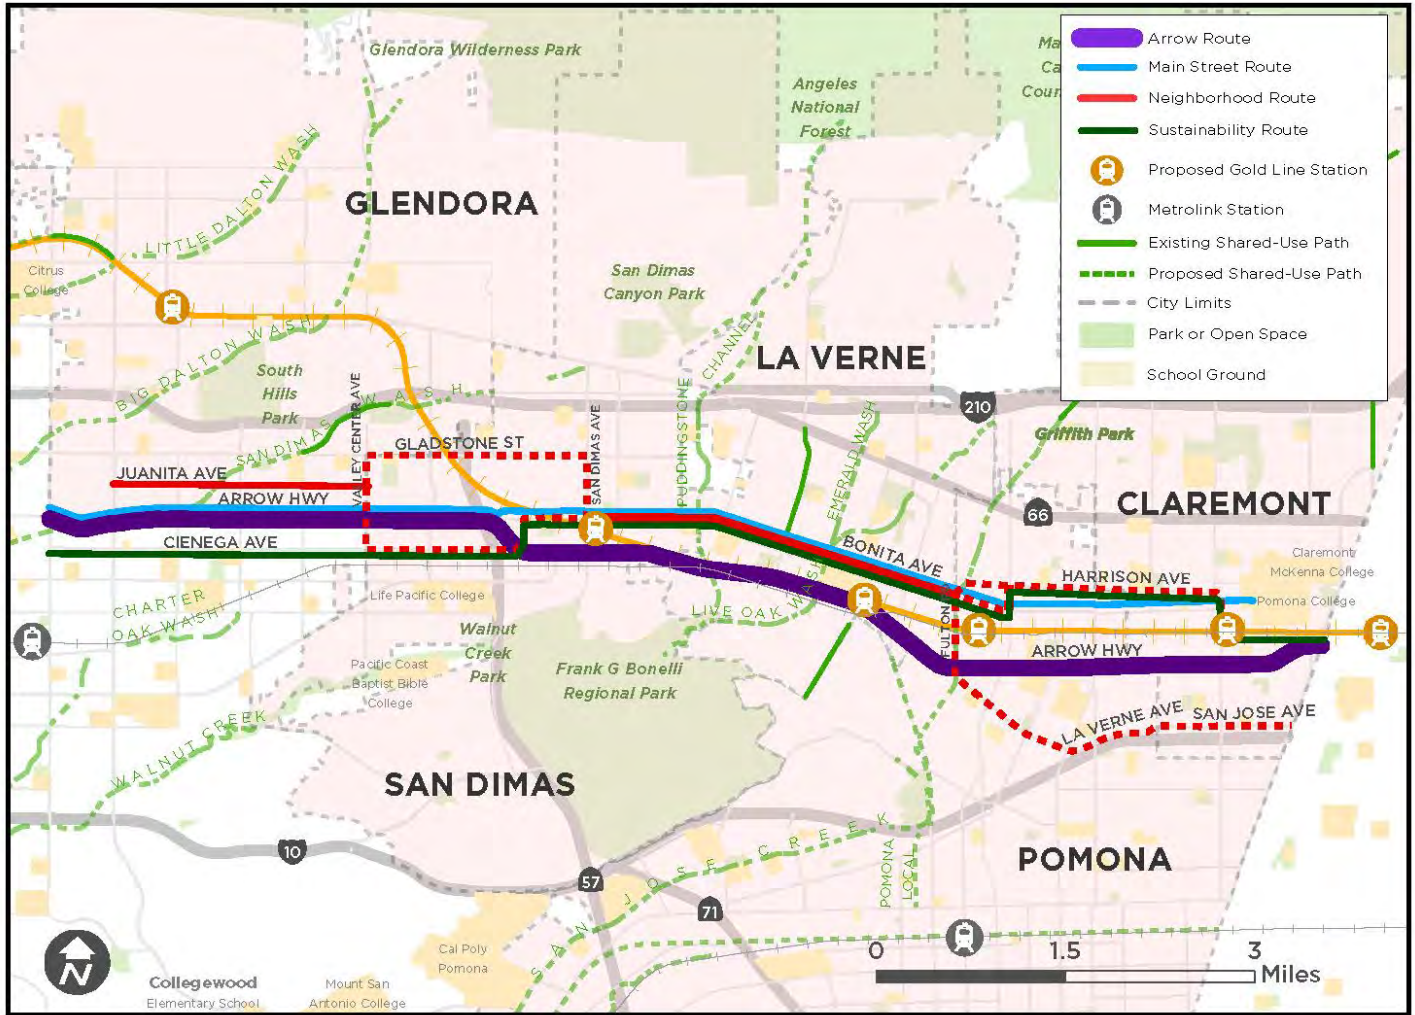 Glendora Wilderness Park
Ma
Ca
Coun
Angeles
National
Forest
Arrow Route
Main Street Route
Neighborhood Route
Sustainability Route
Proposed Gold Line Station
Metrolink Station
Existing Shared-Use Path
Proposed Shared-Use Path
City Limits
Park or Open Space
School Ground
LITTLE DALTON WASH
GLENDORA
Citrus
College
San Dimas
Canyon Park
BIG DALTON WASH
South
Hills
Park
LA VERNE
PUDDINGSTONE CHANNEL
210
SAN DIMAS WASH
VALLEY CENTER AVE
GLADSTONE ST
SAN DIMAS AVE
EMERALD WASH
Griffith Park
JUANITA AVE
ARROW HWY
66
CLAREMONT
CIENEGA AVE
BONITA AVE
HARRISON AVE
Claremont
McKenna College
Pomona College
CHARTER
OAK WASH
Life Pacific College
LIVE OAK WASH
FULTON RD
ARROW HWY
Walnut
Creek
Park
Pacific Coast
Baptist Bible
College
Frank G Bonelli
Regional Park
WALNUT CREEK
LA VERNE AVE
SAN JOSE AVE
SAN DIMAS
10
57
71
SAN JOSE CREEK
POMONA
LOCAL
POMONA
Cal Poly
Pomona
N
Collegewood
Elementary School
Mount San
Antonio College
0 1.5 3
Miles